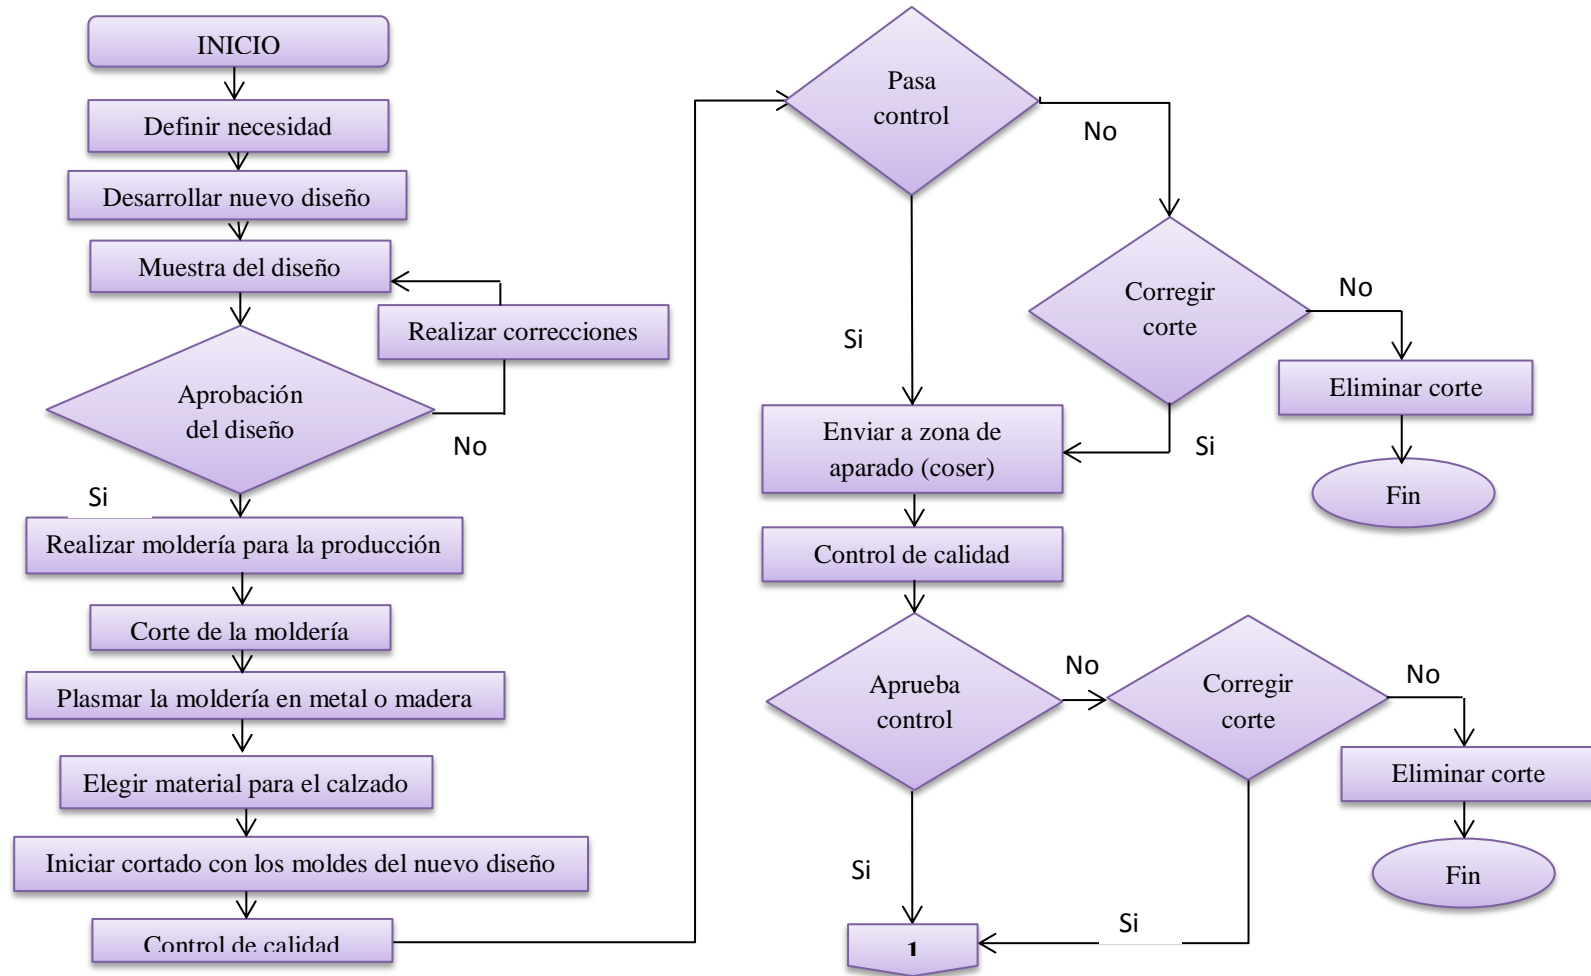 INICIO
Definir necesidad
Desarrollar nuevo diseño
Muestra del diseño
Realizar correcciones
Aprobación
del diseño
No
Si
Realizar moldería para la producción
Corte de la moldería
Plasmar la moldería en metal o madera
Elegir material para el calzado
Iniciar cortado con los moldes del nuevo diseño
Control de calidad
Pasa
control
No
Si
Corregir
corte
No
Si
Eliminar corte
Fin
Enviar a zona de
aparado (coser)
Control de calidad
Aprueba
control
No
Si
Corregir
corte
No
Si
Eliminar corte
Fin
1